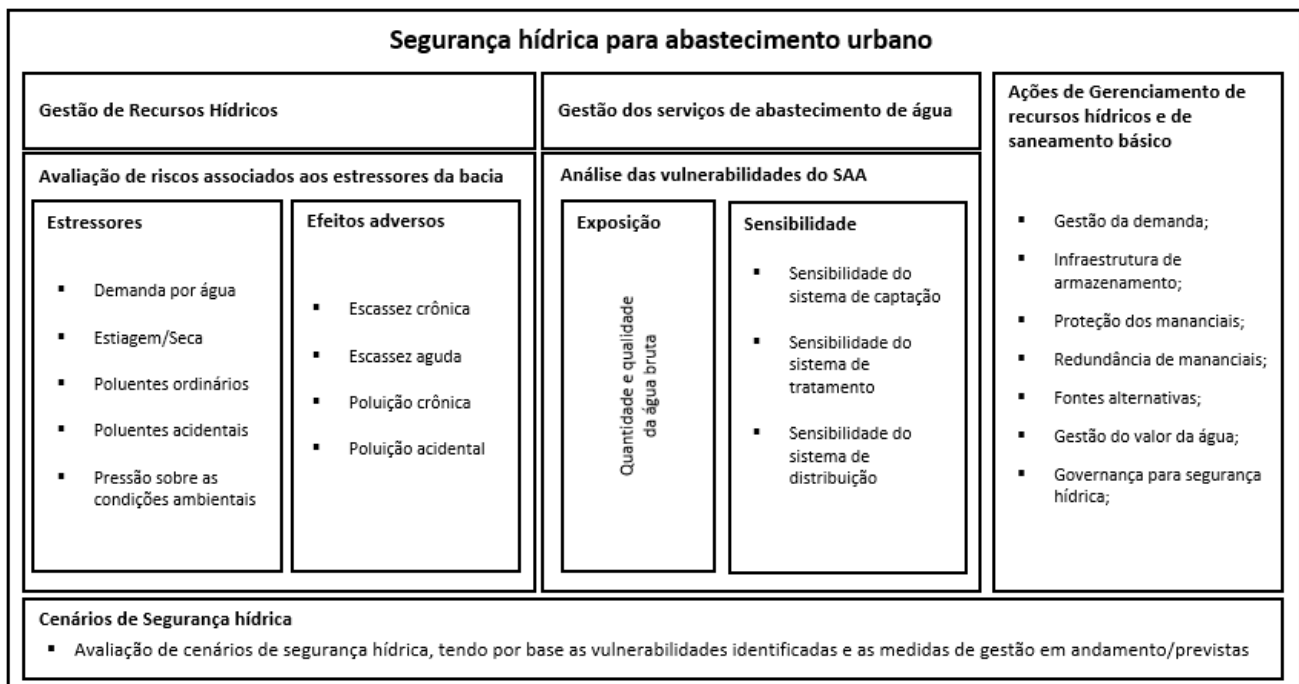 Segurança hídrica para abastecimento urbano
Gestão de Recursos Hídricos
Avaliação de riscos associados aos estressores da bacia
Estressores
▪ Demanda por água
▪ Estiagem/Seca
▪ Poluentes ordinários
▪ Poluentes acidentais
▪ Pressão sobre as
condições ambientais
Efeitos adversos
▪ Escassez crônica
▪ Escassez aguda
▪ Poluição crônica
▪ Poluição acidental
Gestão dos serviços de abastecimento de água
Análise das vulnerabilidades do SAA
Exposição
Quantidade e qualidade
da água bruta
Sensibilidade
▪ Sensibilidade do
sistema de captação
▪ Sensibilidade do
sistema de
tratamento
▪ Sensibilidade do
sistema de
distribuição
Ações de Gerenciamento de
recursos hídricos e de
saneamento básico
▪ Gestão da demanda;
▪ Infraestrutura de
armazenamento;
▪ Proteção dos mananciais;
▪ Redundância de mananciais;
▪ Fontes alternativas;
▪ Gestão do valor da água;
▪ Governança para segurança
hídrica;
Cenários de Segurança hídrica
▪ Avaliação de cenários de segurança hídrica, tendo por base as vulnerabilidades identificadas e as medidas de gestão em andamento/previstas